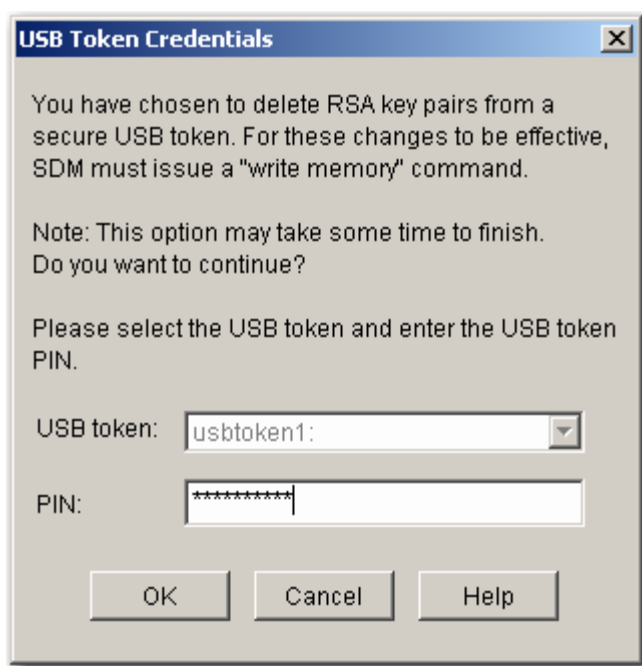 USB Token Credentials
You have chosen to delete RSA key pairs from a
secure USB token. For these changes to be effective,
SDM must issue a "write memory" command.
Note: This option may take some time to finish.
Do you want to continue?
Please select the USB token and enter the USB token
PIN.
USB token: usbtoken1:
PIN: **********
OK Cancel Help